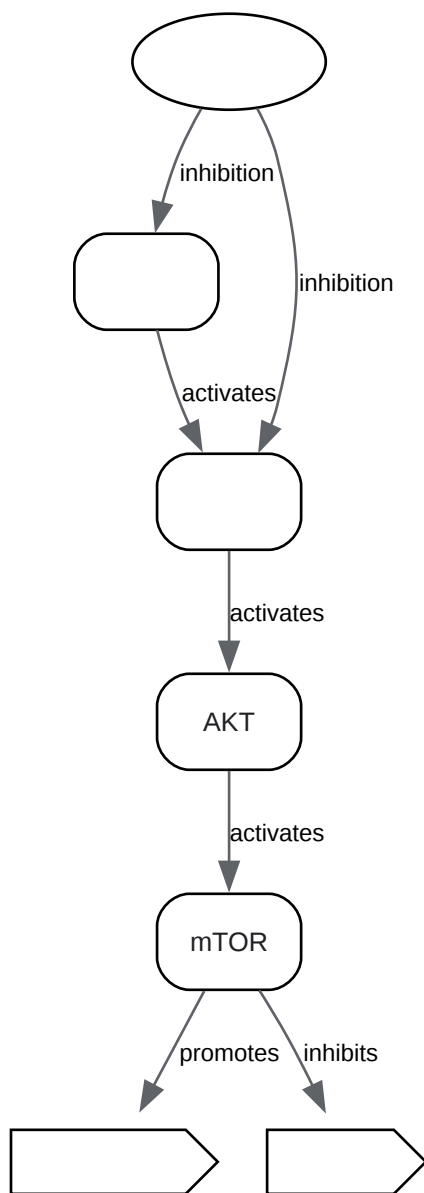 inhibition
inhibition
activates
activates
AKT
activates
mTOR
promotes
inhibits